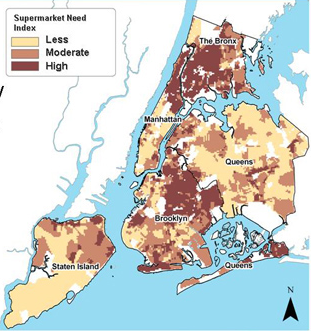 Supermarket Need
Index
Less
Moderate
High
The Bronx
Manhattan
Queens
Brooklyn
Staten Island
Queens
N